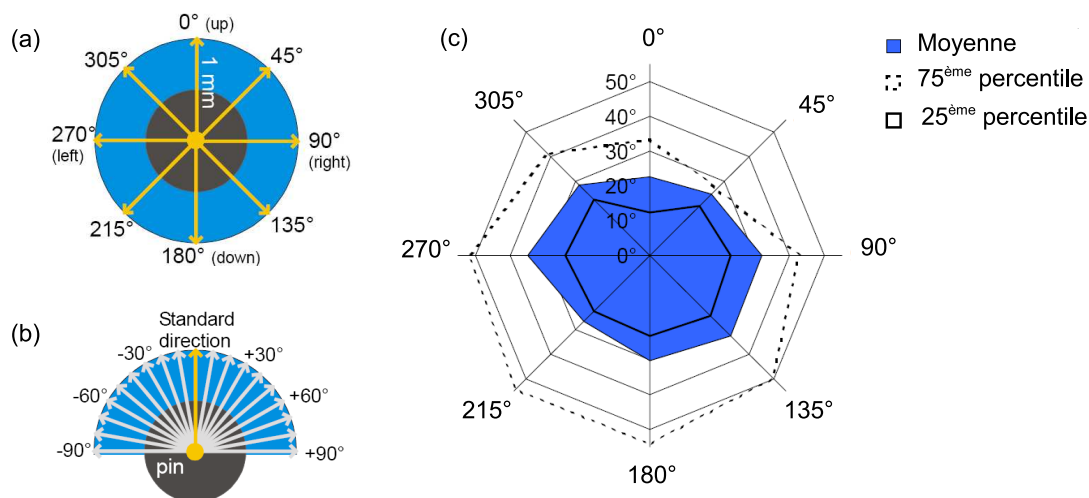 (a)
0° (up)
305°
45°
1 mm
270°
(left)
90°
(right)
215°
135°
180° (down)
(b)
Standard
direction
-30°
+30°
-60°
+60°
-90°
+90°
pin
(c)
0°
305°
45°
50°
40°
30°
20°
10°
0°
270°
90°
215°
135°
180°
Moyenne
75ème percentile
25ème percentile